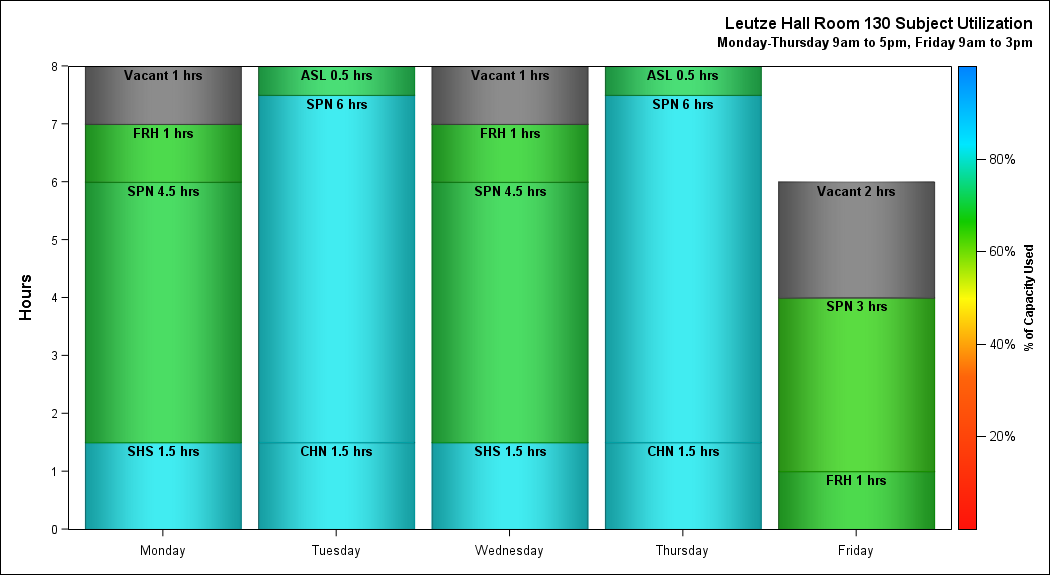 Leutze Hall Room 130 Subject Utilization
Monday-Thursday 9am to 5pm, Friday 9am to 3pm
Hours
8
7
6
5
4
3
2
1
0
Vacant 1 hrs
FRH 1 hrs
SPN 4.5 hrs
SHS 1.5 hrs
Monday
ASL 0.5 hrs
SPN 6 hrs
CHN 1.5 hrs
Tuesday
Vacant 1 hrs
FRH 1 hrs
SPN 4.5 hrs
SHS 1.5 hrs
Wednesday
ASL 0.5 hrs
SPN 6 hrs
CHN 1.5 hrs
Thursday
Vacant 2 hrs
SPN 3 hrs
FRH 1 hrs
Friday
80%
60%
40%
20%
% of Capacity Used